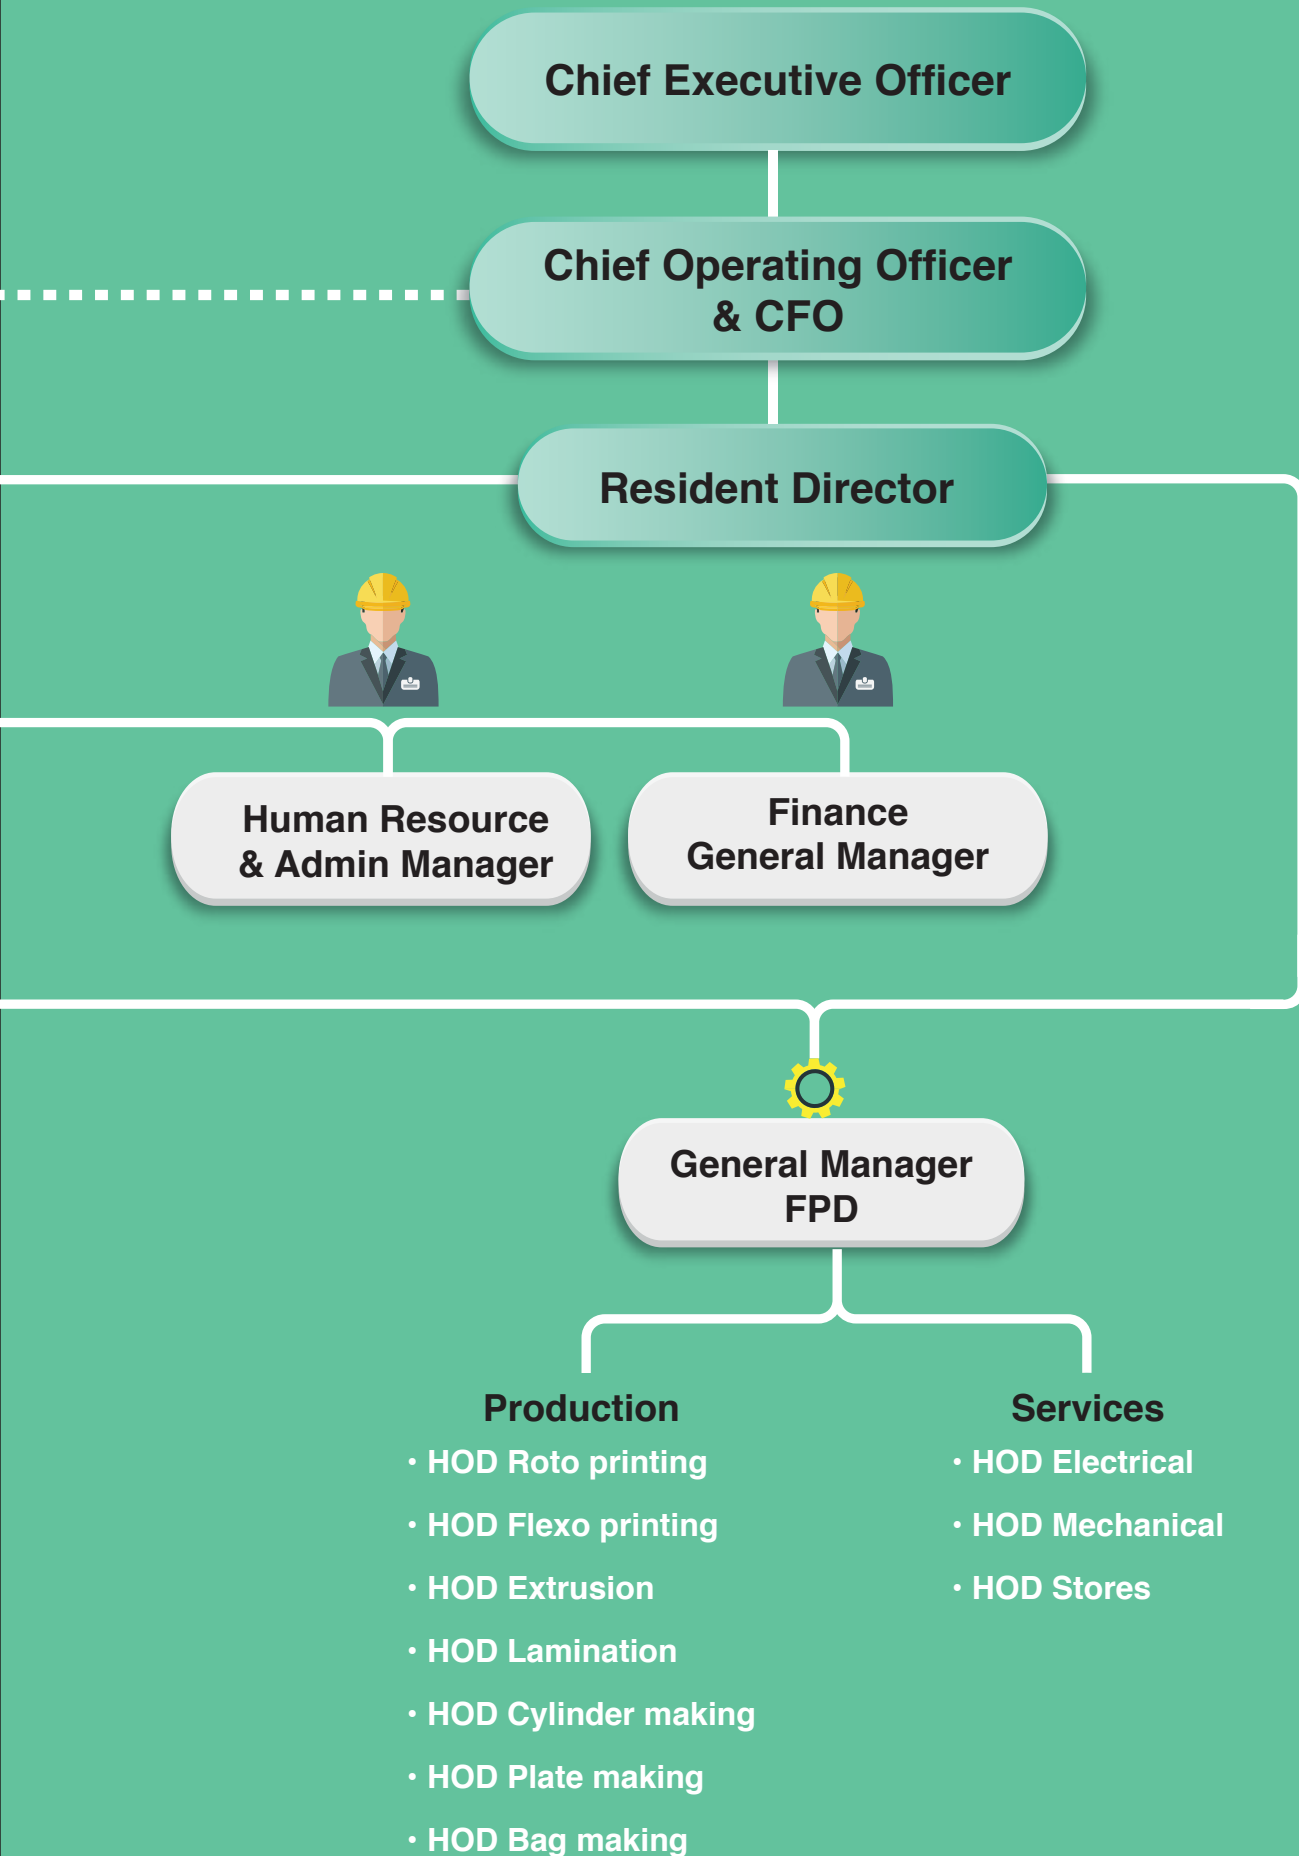 Chief Executive Officer
Chief Operating Officer
& CFO
Resident Director
Human Resource
& Admin Manager
Finance
General Manager
General Manager
FPD
Production
· HOD Roto printing
· HOD Flexo printing
· HOD Extrusion
· HOD Lamination
· HOD Cylinder making
· HOD Plate making
· HOD Bag making
Services
· HOD Electrical
· HOD Mechanical
· HOD Stores